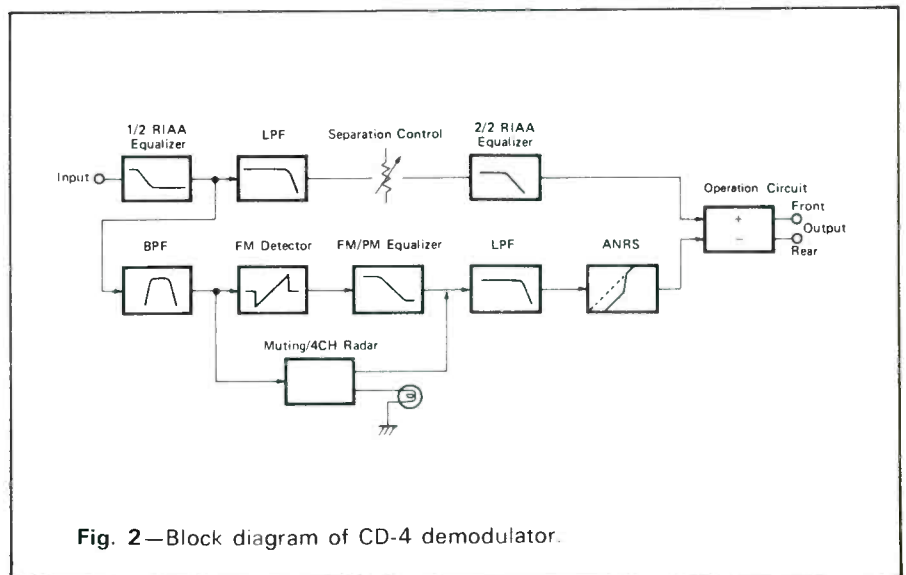 1/2 RIAA
Equalizer
LPF
Separation Control
2/2 RIAA
Equalizer
Input
Operation Circuit
+
−
Front
Output
Rear
BPF
FM Detector
FM/PM Equalizer
LPF
ANRS
Muting/4CH Radar
Fig. 2—Block diagram of CD-4 demodulator.